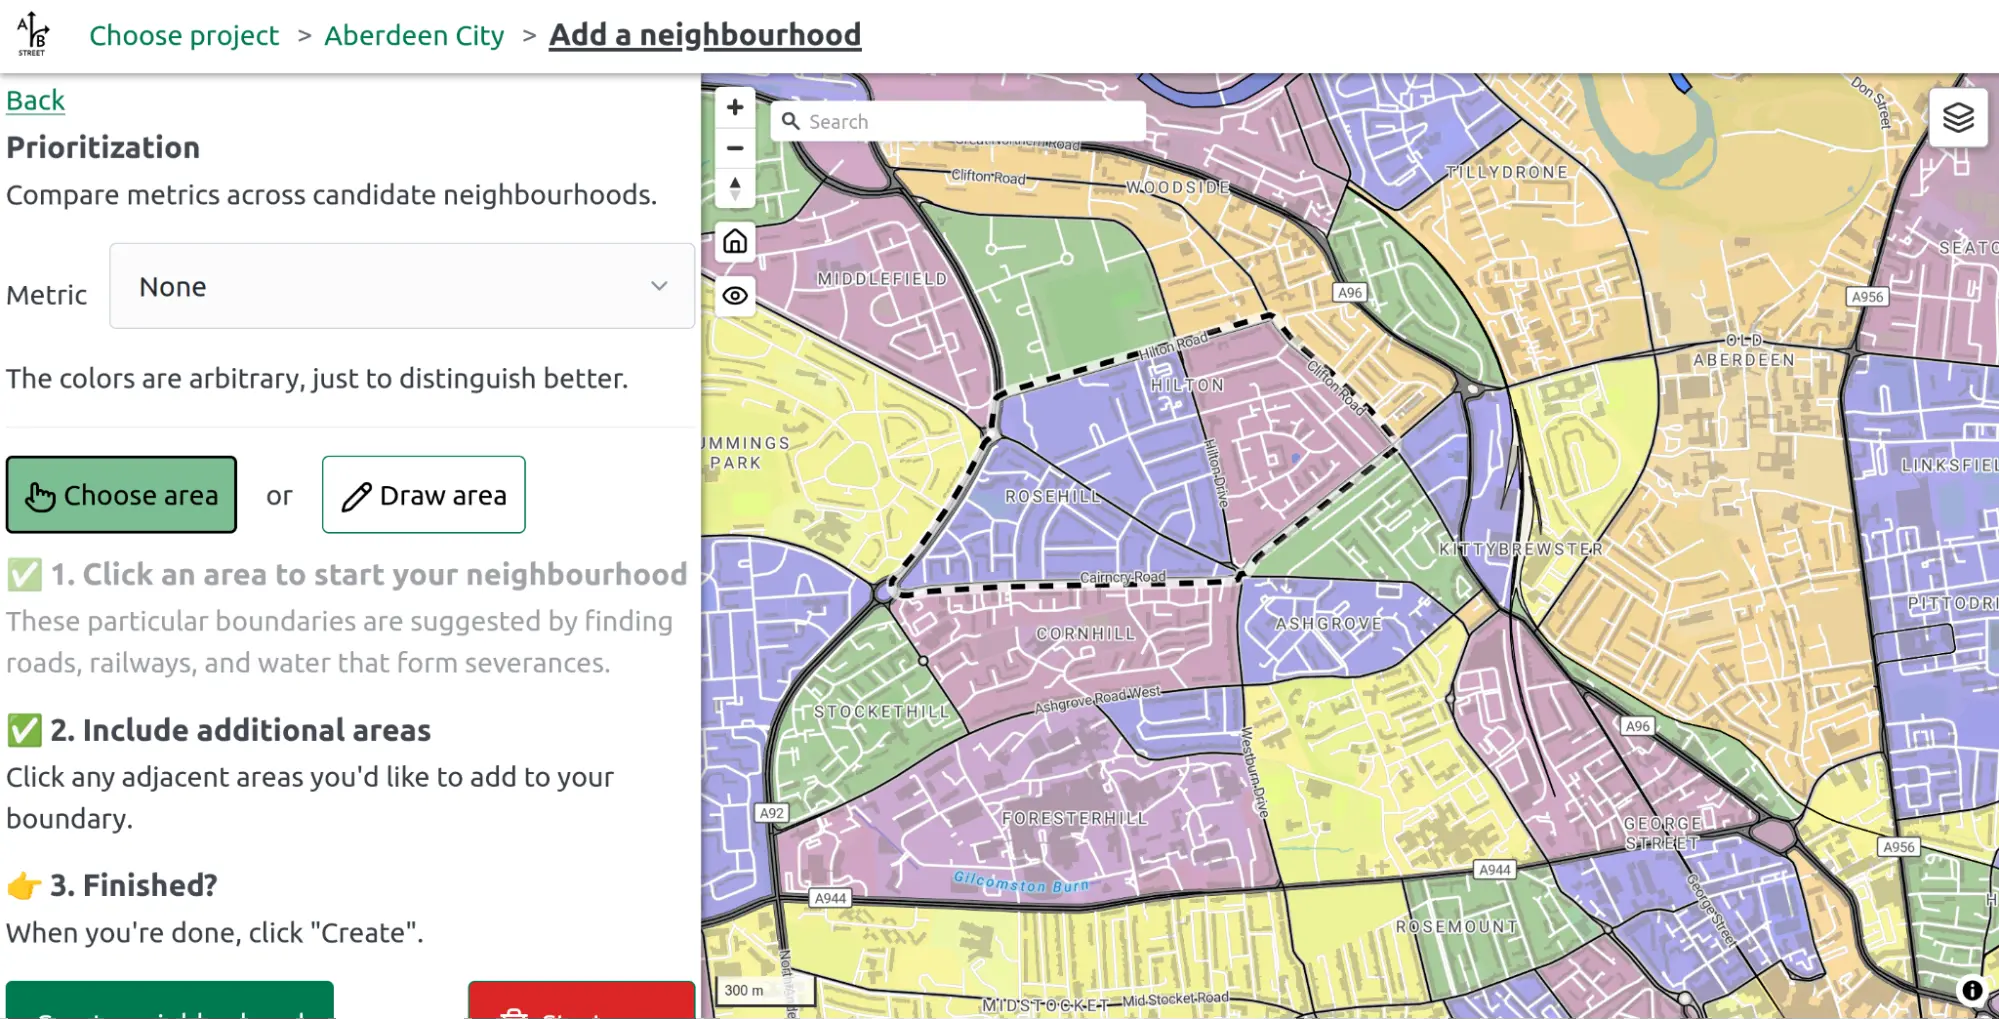 A
B
STREET
Choose project > Aberdeen City > Add a neighbourhood
Back
Prioritization
Compare metrics across candidate neighbourhoods.
Metric
None
The colors are arbitrary, just to distinguish better.
Choose area
or
Draw area
1. Click an area to start your neighbourhood
These particular boundaries are suggested by finding
roads, railways, and water that form severances.
2. Include additional areas
Click any adjacent areas you'd like to add to your
boundary.
3. Finished?
When you're done, click "Create".
Search
Great Northern Road
Clifton Road
WOODSIDE
TILLYDRONE
Don Street
MIDDLEFIELD
A96
A956
OLD
ABERDEEN
Hilton Road
HILTON
Clifton Road
UMMINGS
PARK
Hilton Drive
ROSEHILL
LINKSFIEL
KITTYBREWSTER
Cairncry Road
CORNHILL
ASHGROVE
PITTODRI
Ashgrove Road West
STOCKETHILL
A96
Westburn Drive
A92
FORESTERHILL
GEORGE
STREET
A956
Gilcomston Burn
A944
A944
George Street
ROSEMOUNT
300 m
MIDSTOCKET
Mid Stocket Road